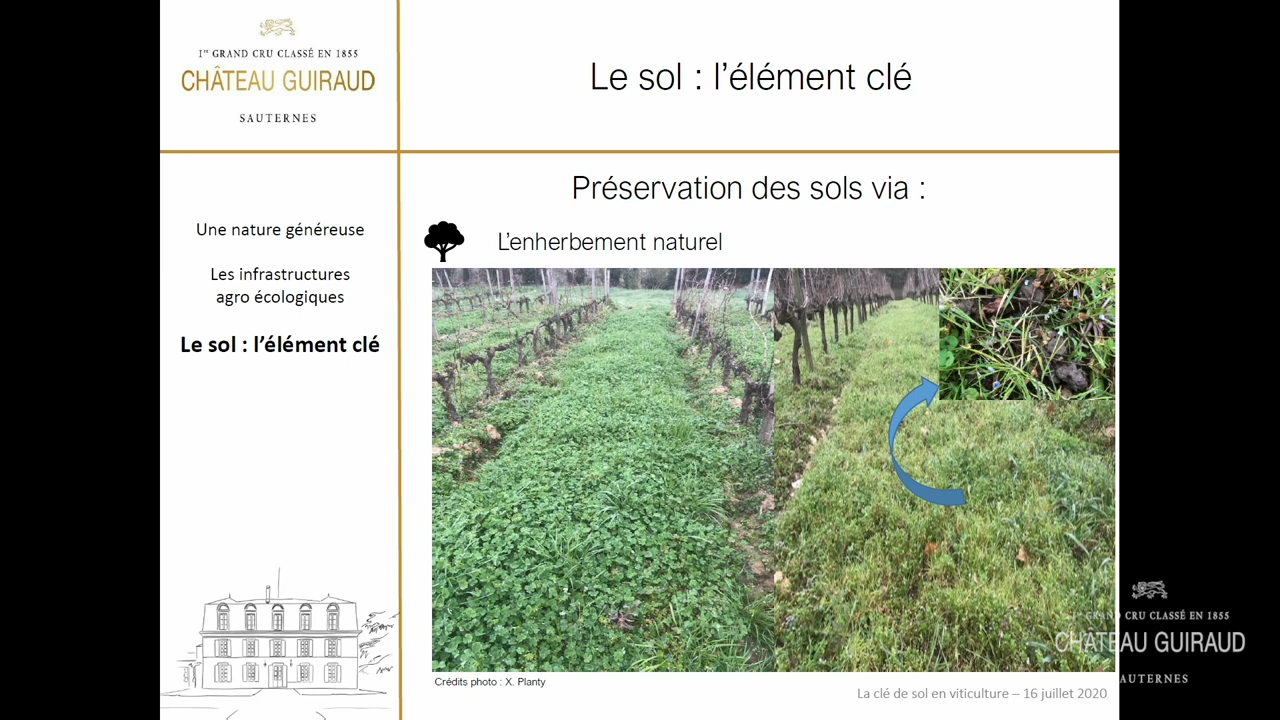 1er GRAND CRU CLASSÉ EN 1855
CHÂTEAU GUIRAUD
SAUTERNES
Le sol : l’élément clé
Une nature généreuse
Les infrastructures
agro écologiques
Le sol : l’élément clé
Préservation des sols via :
L’enherbement naturel
Crédits photo : X. Planty
La clé de sol en viticulture – 16 juillet 2020
GRAND CRU CLASSÉ EN 1855
CHÂTEAU GUIRAUD
AUTERNES